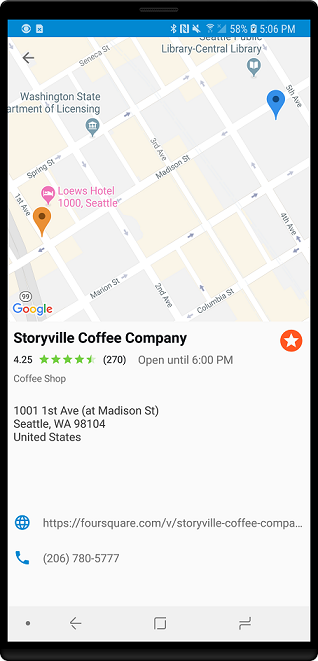 58% 5:06 PM
Seattle Public
Library-Central Library
Seneca St
5th Ave
Washington State
artment of Licensing
3rd Ave
Spring St
Madison St
Loews Hotel
1000, Seattle
1st Ave
4th Ave
99
Marion St
2nd Ave
Columbia St
Google
Storyville Coffee Company
4.25 (270) Open until 6:00 PM
Coffee Shop
1001 1st Ave (at Madison St)
Seattle, WA 98104
United States
https://foursquare.com/v/storyville-coffee-compa...
(206) 780-5777